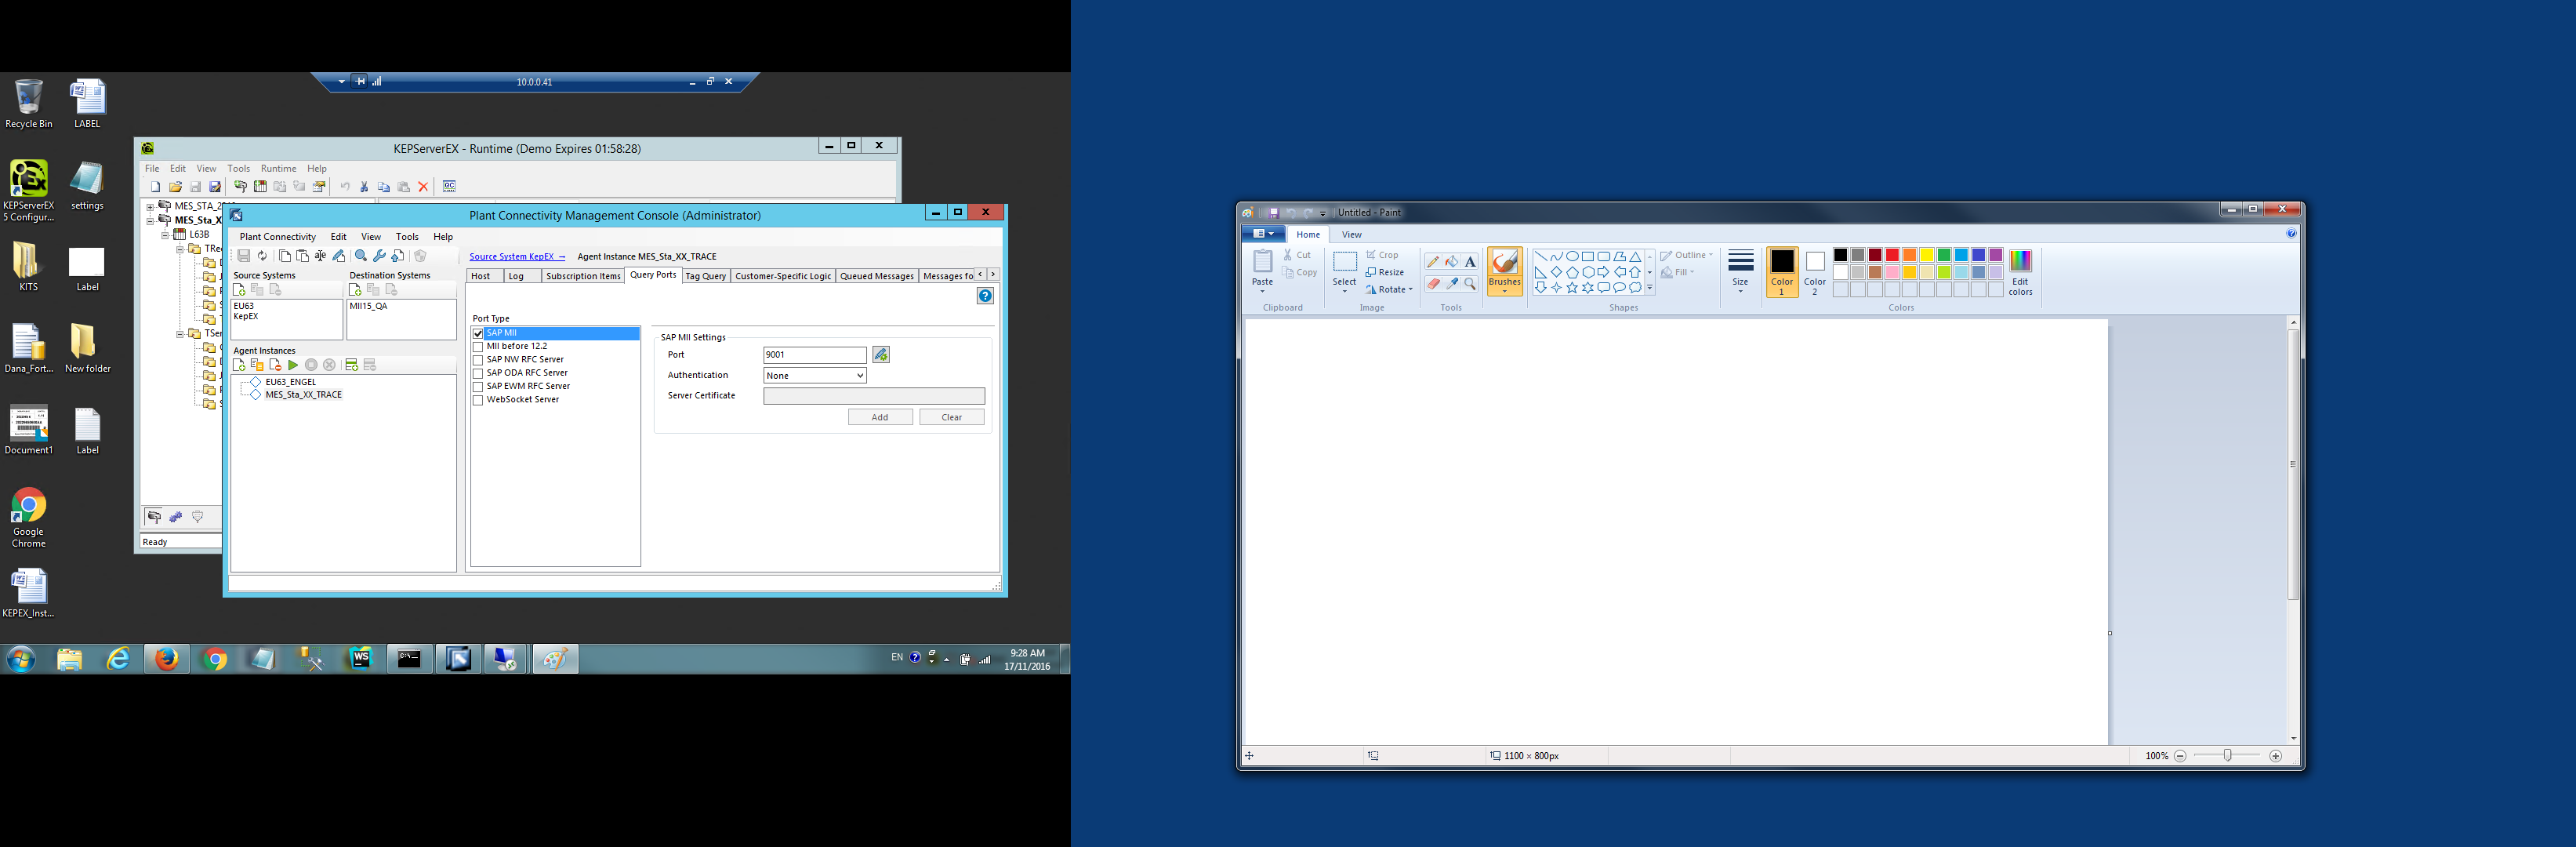 10.0.0.41
Recycle Bin
LABEL
KEPServerEX 5 Configur...
settings
KITS
Label
Dana_Fort...
New folder
Document1
Label
Google Chrome
KEPEX_Inst...
KEPServerEX - Runtime (Demo Expires 01:58:28)
File Edit View Tools Runtime Help
MES_STA_2
MES_Sta_X
L63B
TRe
TSer
Ready
Plant Connectivity Management Console (Administrator)
Plant Connectivity Edit View Tools Help
Source System KepEX → Agent Instance MES_Sta_XX_TRACE
Source Systems
Destination Systems
EU63
KepEX
MII15_QA
Agent Instances
EU63_ENGEL
MES_Sta_XX_TRACE
Host Log Subscription Items Query Ports Tag Query Customer-Specific Logic Queued Messages Messages fo
Port Type
SAP MII
MII before 12.2
SAP NW RFC Server
SAP ODA RFC Server
SAP EWM RFC Server
WebSocket Server
SAP MII Settings
Port 9001
Authentication None
Server Certificate
Add Clear
EN
9:28 AM
17/11/2016
Untitled - Paint
Home View
Paste
Cut
Copy
Clipboard
Select
Crop
Resize
Rotate
Image
Tools
Brushes
Shapes
Outline
Fill
Size
Color 1
Color 2
Colors
Edit colors
1100 × 800px
100%